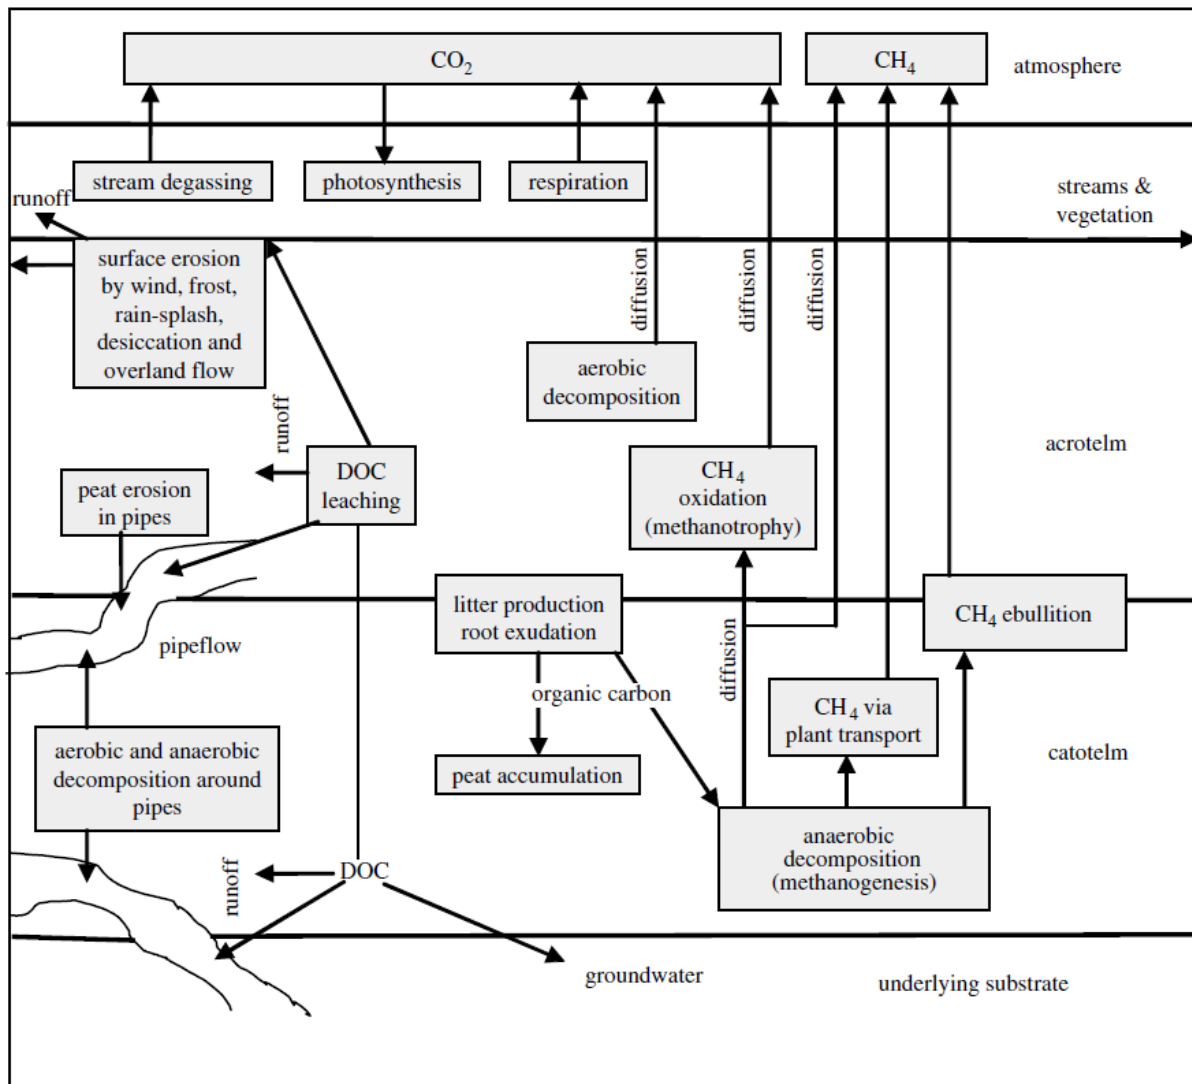 CO2
CH4
atmosphere
stream degassing
photosynthesis
respiration
streams &
vegetation
runoff
surface erosion
by wind, frost,
rain-splash,
desiccation and
overland flow
diffusion
diffusion
diffusion
aerobic
decomposition
runoff
DOC
leaching
CH4
oxidation
(methanotrophy)
acrotelm
peat erosion
in pipes
litter production
root exudation
CH4 ebullition
pipeflow
diffusion
organic carbon
CH4 via
plant transport
aerobic and anaerobic
decomposition around
pipes
peat accumulation
catotelm
anaerobic
decomposition
(methanogenesis)
runoff
DOC
groundwater
underlying substrate